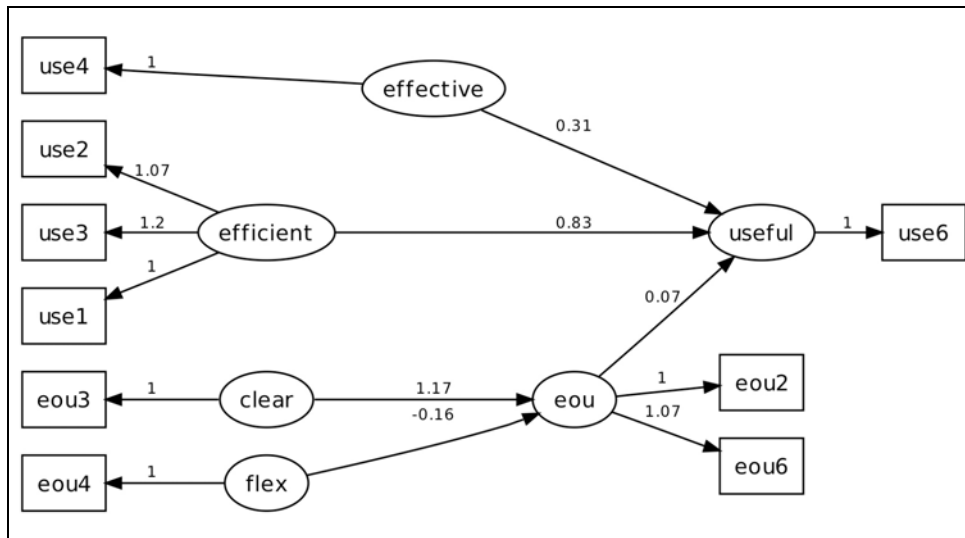 use4
1
effective
0.31
use2
1.07
use3
1.2
efficient
0.83
useful
1
use6
use1
1
0.07
eou3
1
clear
1.17
-0.16
eou
1
eou2
1.07
eou6
eou4
1
flex